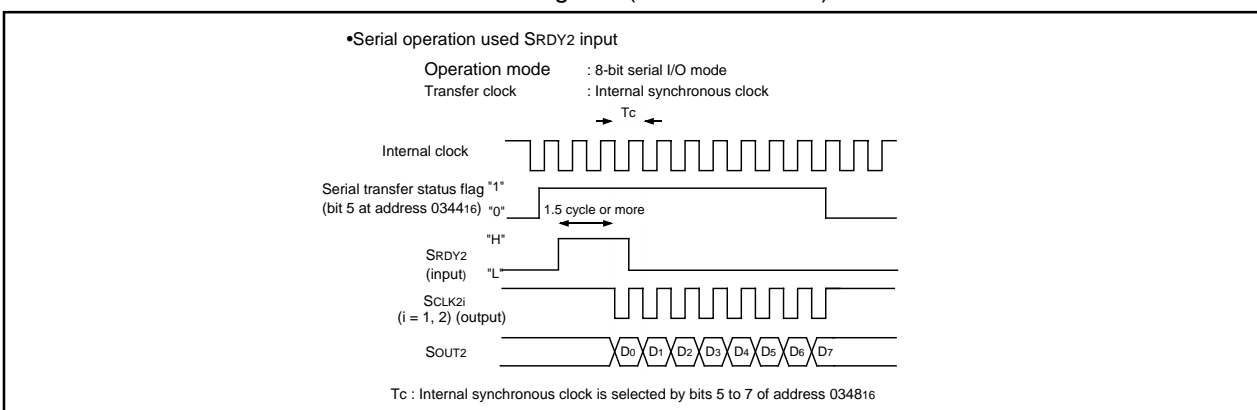 •Serial operation used SRDY2 input
Operation mode : 8-bit serial I/O mode
Transfer clock : Internal synchronous clock
Tc
Internal clock
Serial transfer status flag "1"
(bit 5 at address 034416) "0"
1.5 cycle or more
"H"
SRDY2
(input) "L"
SCLK2i
(i = 1, 2) (output)
SOUT2 D0 D1 D2 D3 D4 D5 D6 D7
Tc : Internal synchronous clock is selected by bits 5 to 7 of address 034816